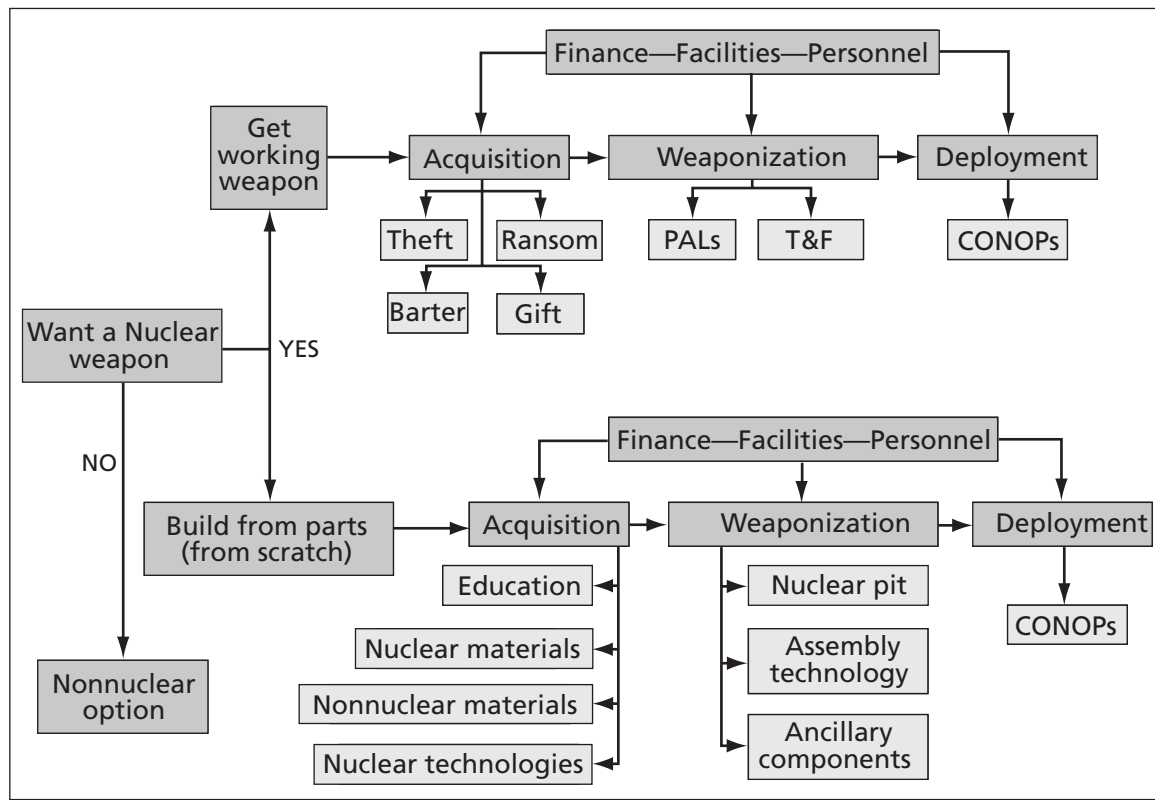 Finance—Facilities—Personnel
Get
working
weapon
Acquisition
Weaponization
Deployment
Theft
Ransom
PALs
T&F
CONOPs
Barter
Gift
Want a Nuclear
weapon
YES
NO
Finance—Facilities—Personnel
Build from parts
(from scratch)
Acquisition
Weaponization
Deployment
Education
Nuclear materials
Nonnuclear materials
Nuclear technologies
Nuclear pit
Assembly
technology
Ancillary
components
CONOPs
Nonnuclear
option